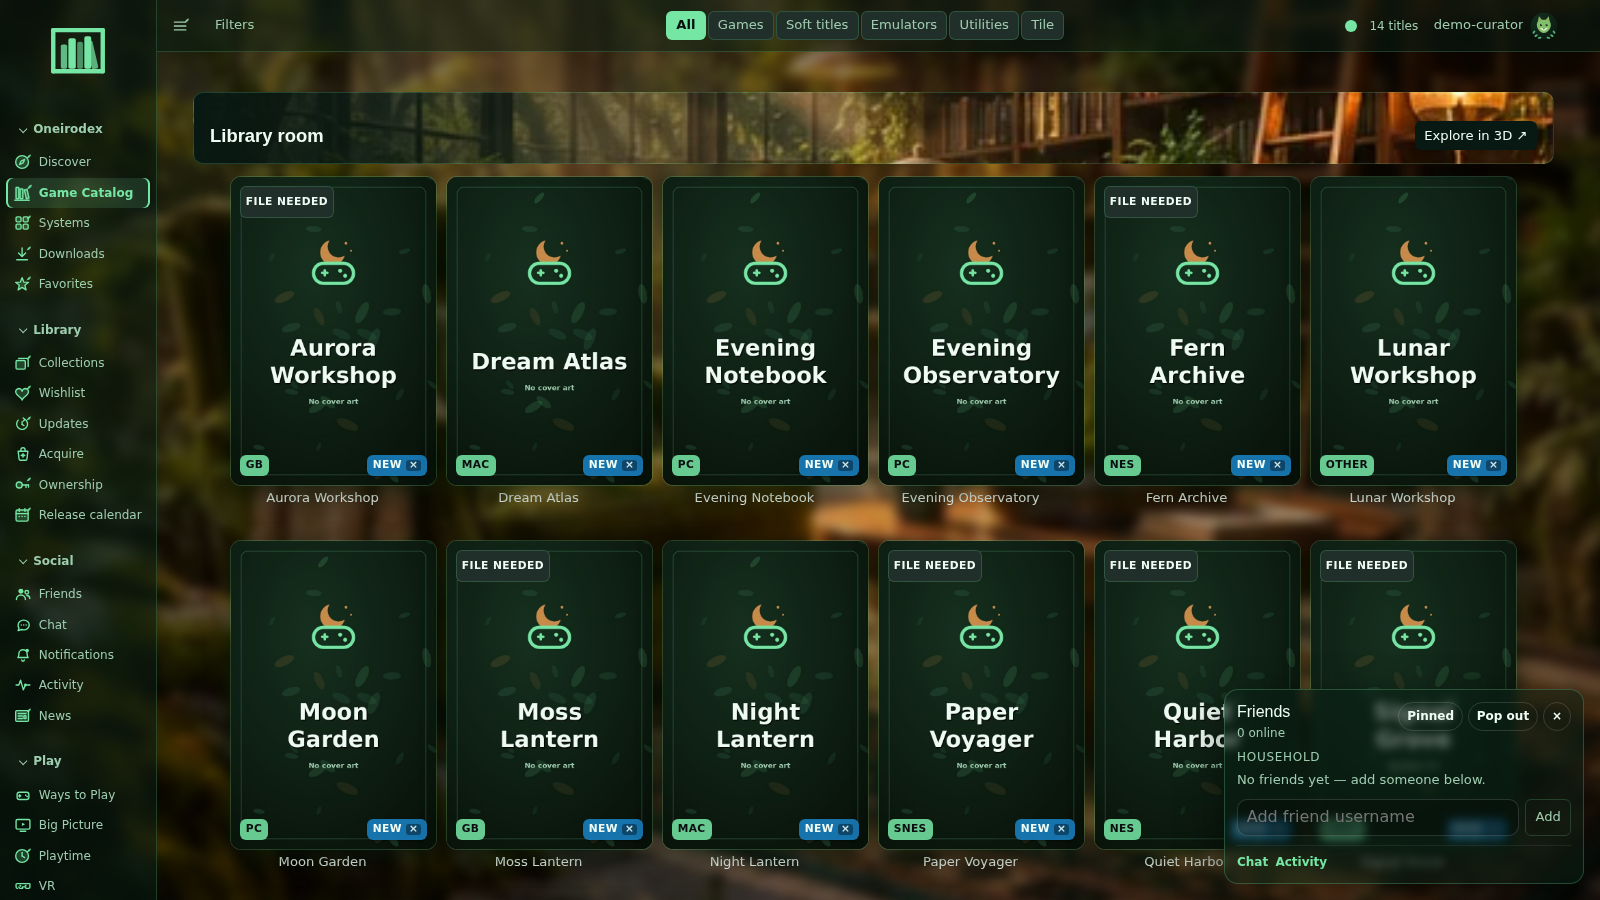 Filters
All
Games
Soft titles
Emulators
Utilities
Tile
14 titles
demo-curator
Oneirodex
Discover
Game Catalog
Systems
Downloads
Favorites
Library
Collections
Wishlist
Updates
Acquire
Ownership
Release calendar
Social
Friends
Chat
Notifications
Activity
News
Play
Ways to Play
Big Picture
Playtime
VR
Library room
Explore in 3D ↗
FILE NEEDED
Aurora
Workshop
No cover art
GB
NEW ×
Aurora Workshop
Dream Atlas
No cover art
MAC
NEW ×
Dream Atlas
Evening
Notebook
No cover art
PC
NEW ×
Evening Notebook
Evening
Observatory
No cover art
PC
NEW ×
Evening Observatory
FILE NEEDED
Fern
Archive
No cover art
NES
NEW ×
Fern Archive
Lunar
Workshop
No cover art
OTHER
NEW ×
Lunar Workshop
Moon
Garden
No cover art
PC
NEW ×
Moon Garden
FILE NEEDED
Moss
Lantern
No cover art
GB
NEW ×
Moss Lantern
Night
Lantern
No cover art
MAC
NEW ×
Night Lantern
FILE NEEDED
Paper
Voyager
No cover art
SNES
NEW ×
Paper Voyager
FILE NEEDED
Quiet
Harbor
No cover art
NES
Quiet Harbo
FILE NEEDED
Friends
Pinned
Pop out
×
0 online
HOUSEHOLD
No friends yet — add someone below.
Add friend username
Add
Chat Activity